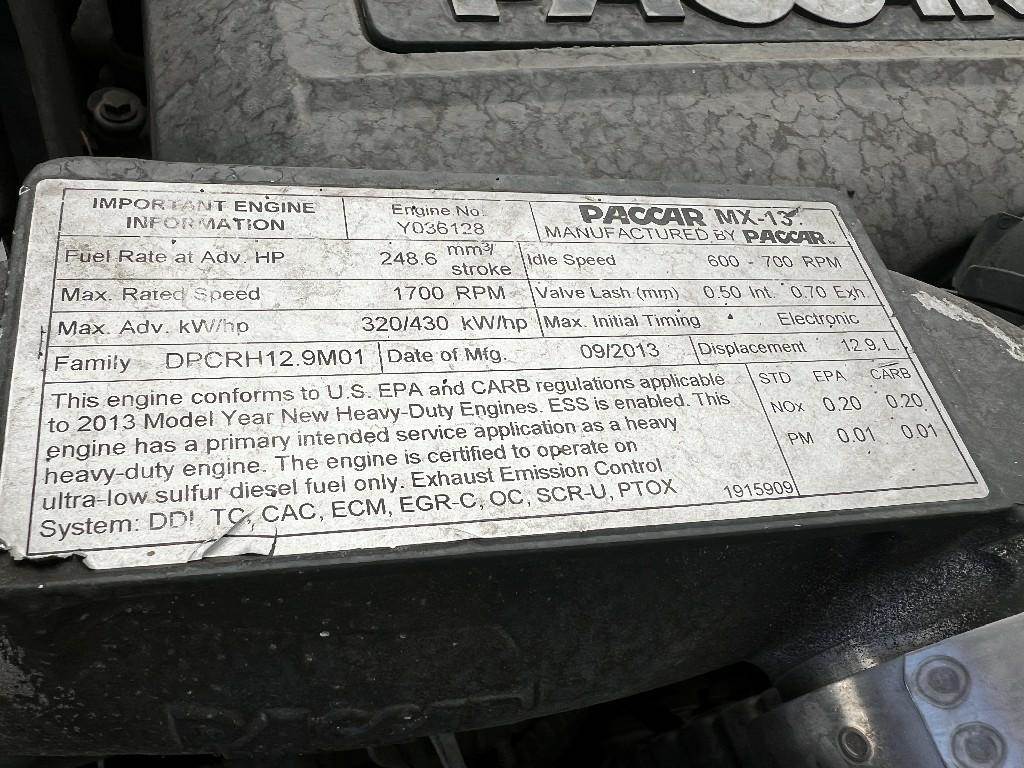 PACCAR
IMPORTANT ENGINE
INFORMATION
Engine No.
Y036128
PACCAR MX-13
MANUFACTURED BY PACCAR
Fuel Rate at Adv. HP 248.6 mm³/
stroke
Idle Speed 600 - 700 RPM
Max. Rated Speed 1700 RPM
Valve Lash (mm) 0.50 Int. 0.70 Exh.
Max. Adv. kW/hp 320/430 kW/hp
Max. Initial Timing Electronic
Family DPCRH12.9M01
Date of Mfg. 09/2013
Displacement 12.9, L
This engine conforms to U.S. EPA and CARB regulations applicable
to 2013 Model Year New Heavy-Duty Engines. ESS is enabled. This
engine has a primary intended service application as a heavy
heavy-duty engine. The engine is certified to operate on
ultra-low sulfur diesel fuel only. Exhaust Emission Control
System: DDI, TC, CAC, ECM, EGR-C, OC, SCR-U, PTOX
STD EPA CARB
NOx 0.20 0.20
PM 0.01 0.01
1915909